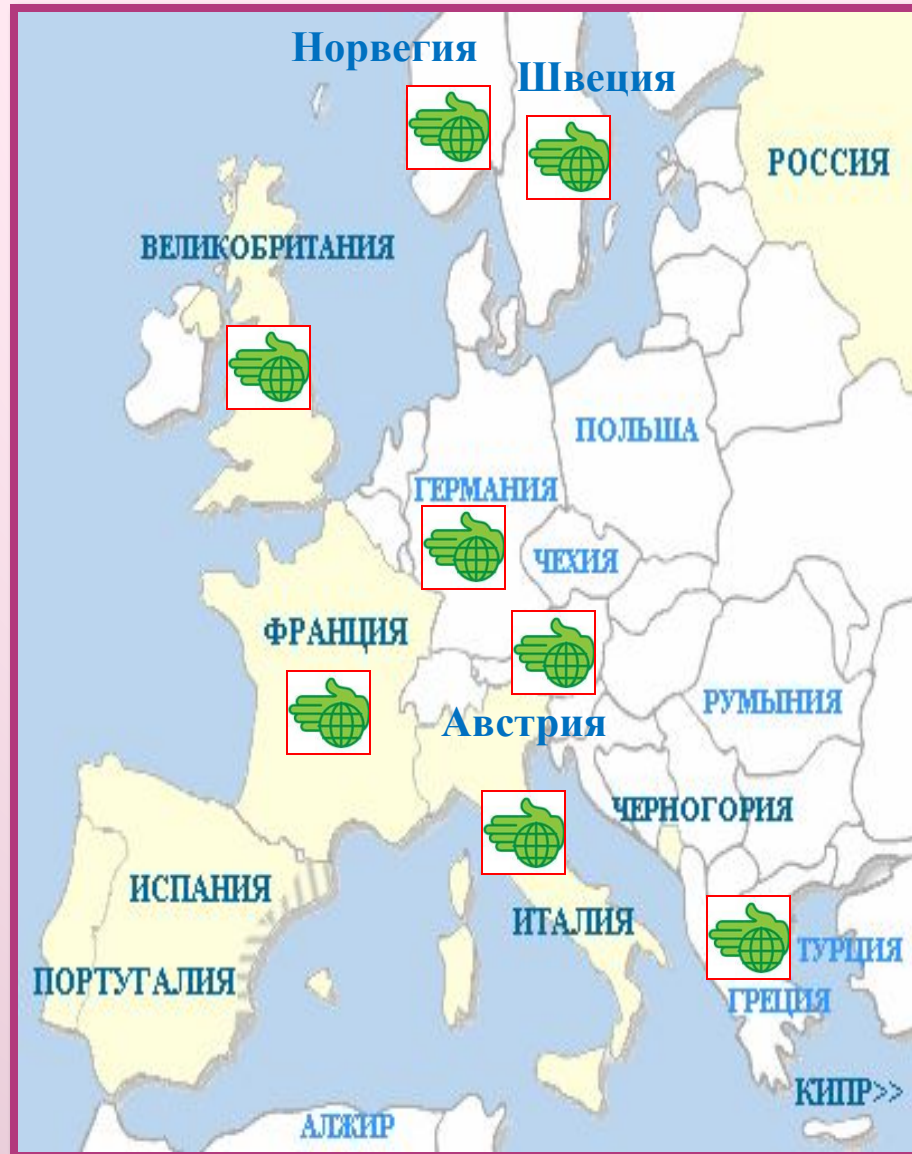 Норвегия
Швеция
РОССИЯ
ВЕЛИКОБРИТАНИЯ
ПОЛЬША
ГЕРМАНИЯ
ЧЕХИЯ
ФРАНЦИЯ
РУМЫНИЯ
Австрия
ЧЕРНОГОРИЯ
ИСПАНИЯ
ИТАЛИЯ
ТУРЦИЯ
ПОРТУГАЛИЯ
ГРЕЦИЯ
КИПР>>
АЛЖИР